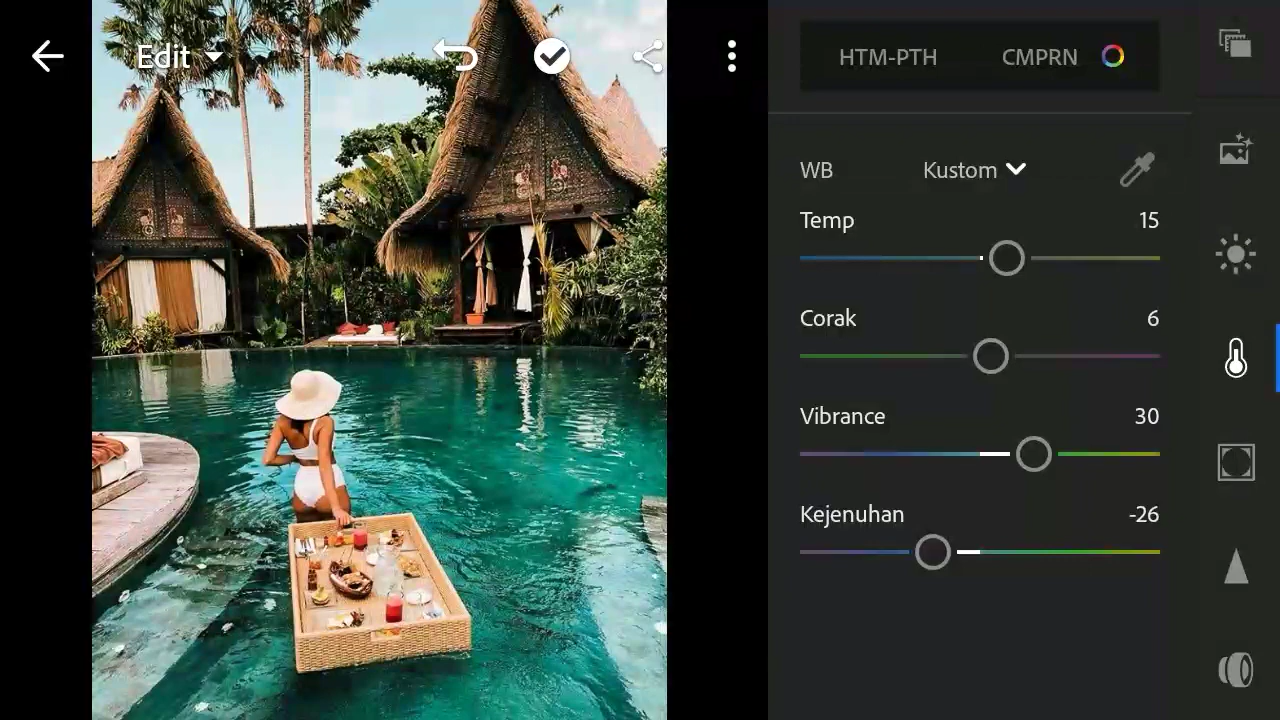 Edit
HTM-PTH CMPRN
WB Kustom
Temp 15
Corak 6
Vibrance 30
Kejenuhan -26